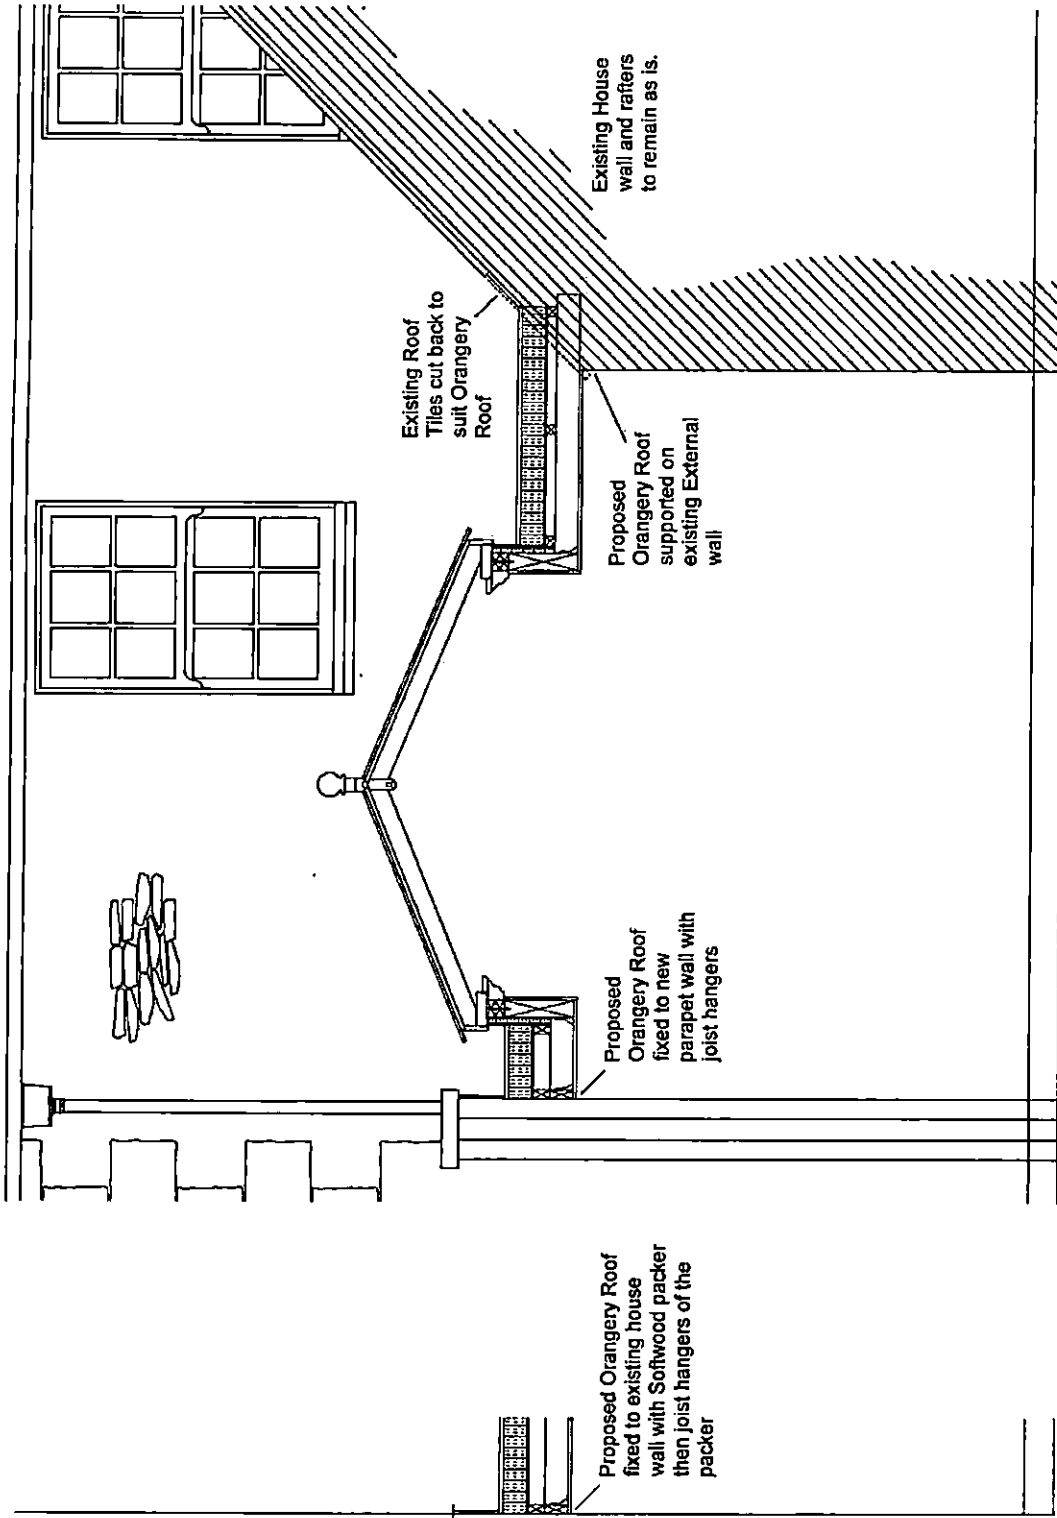 Existing House
wall and rafters
to remain as is.
Existing Roof
Tiles cut back to
suit Orangery
Roof
Proposed
Orangery Roof
supported on
existing External
wall
Proposed
Orangery Roof
fixed to new
parapet wall with
joist hangers
Proposed Orangery Roof
fixed to existing house
wall with Softwood packer
then joist hangers of the
packer